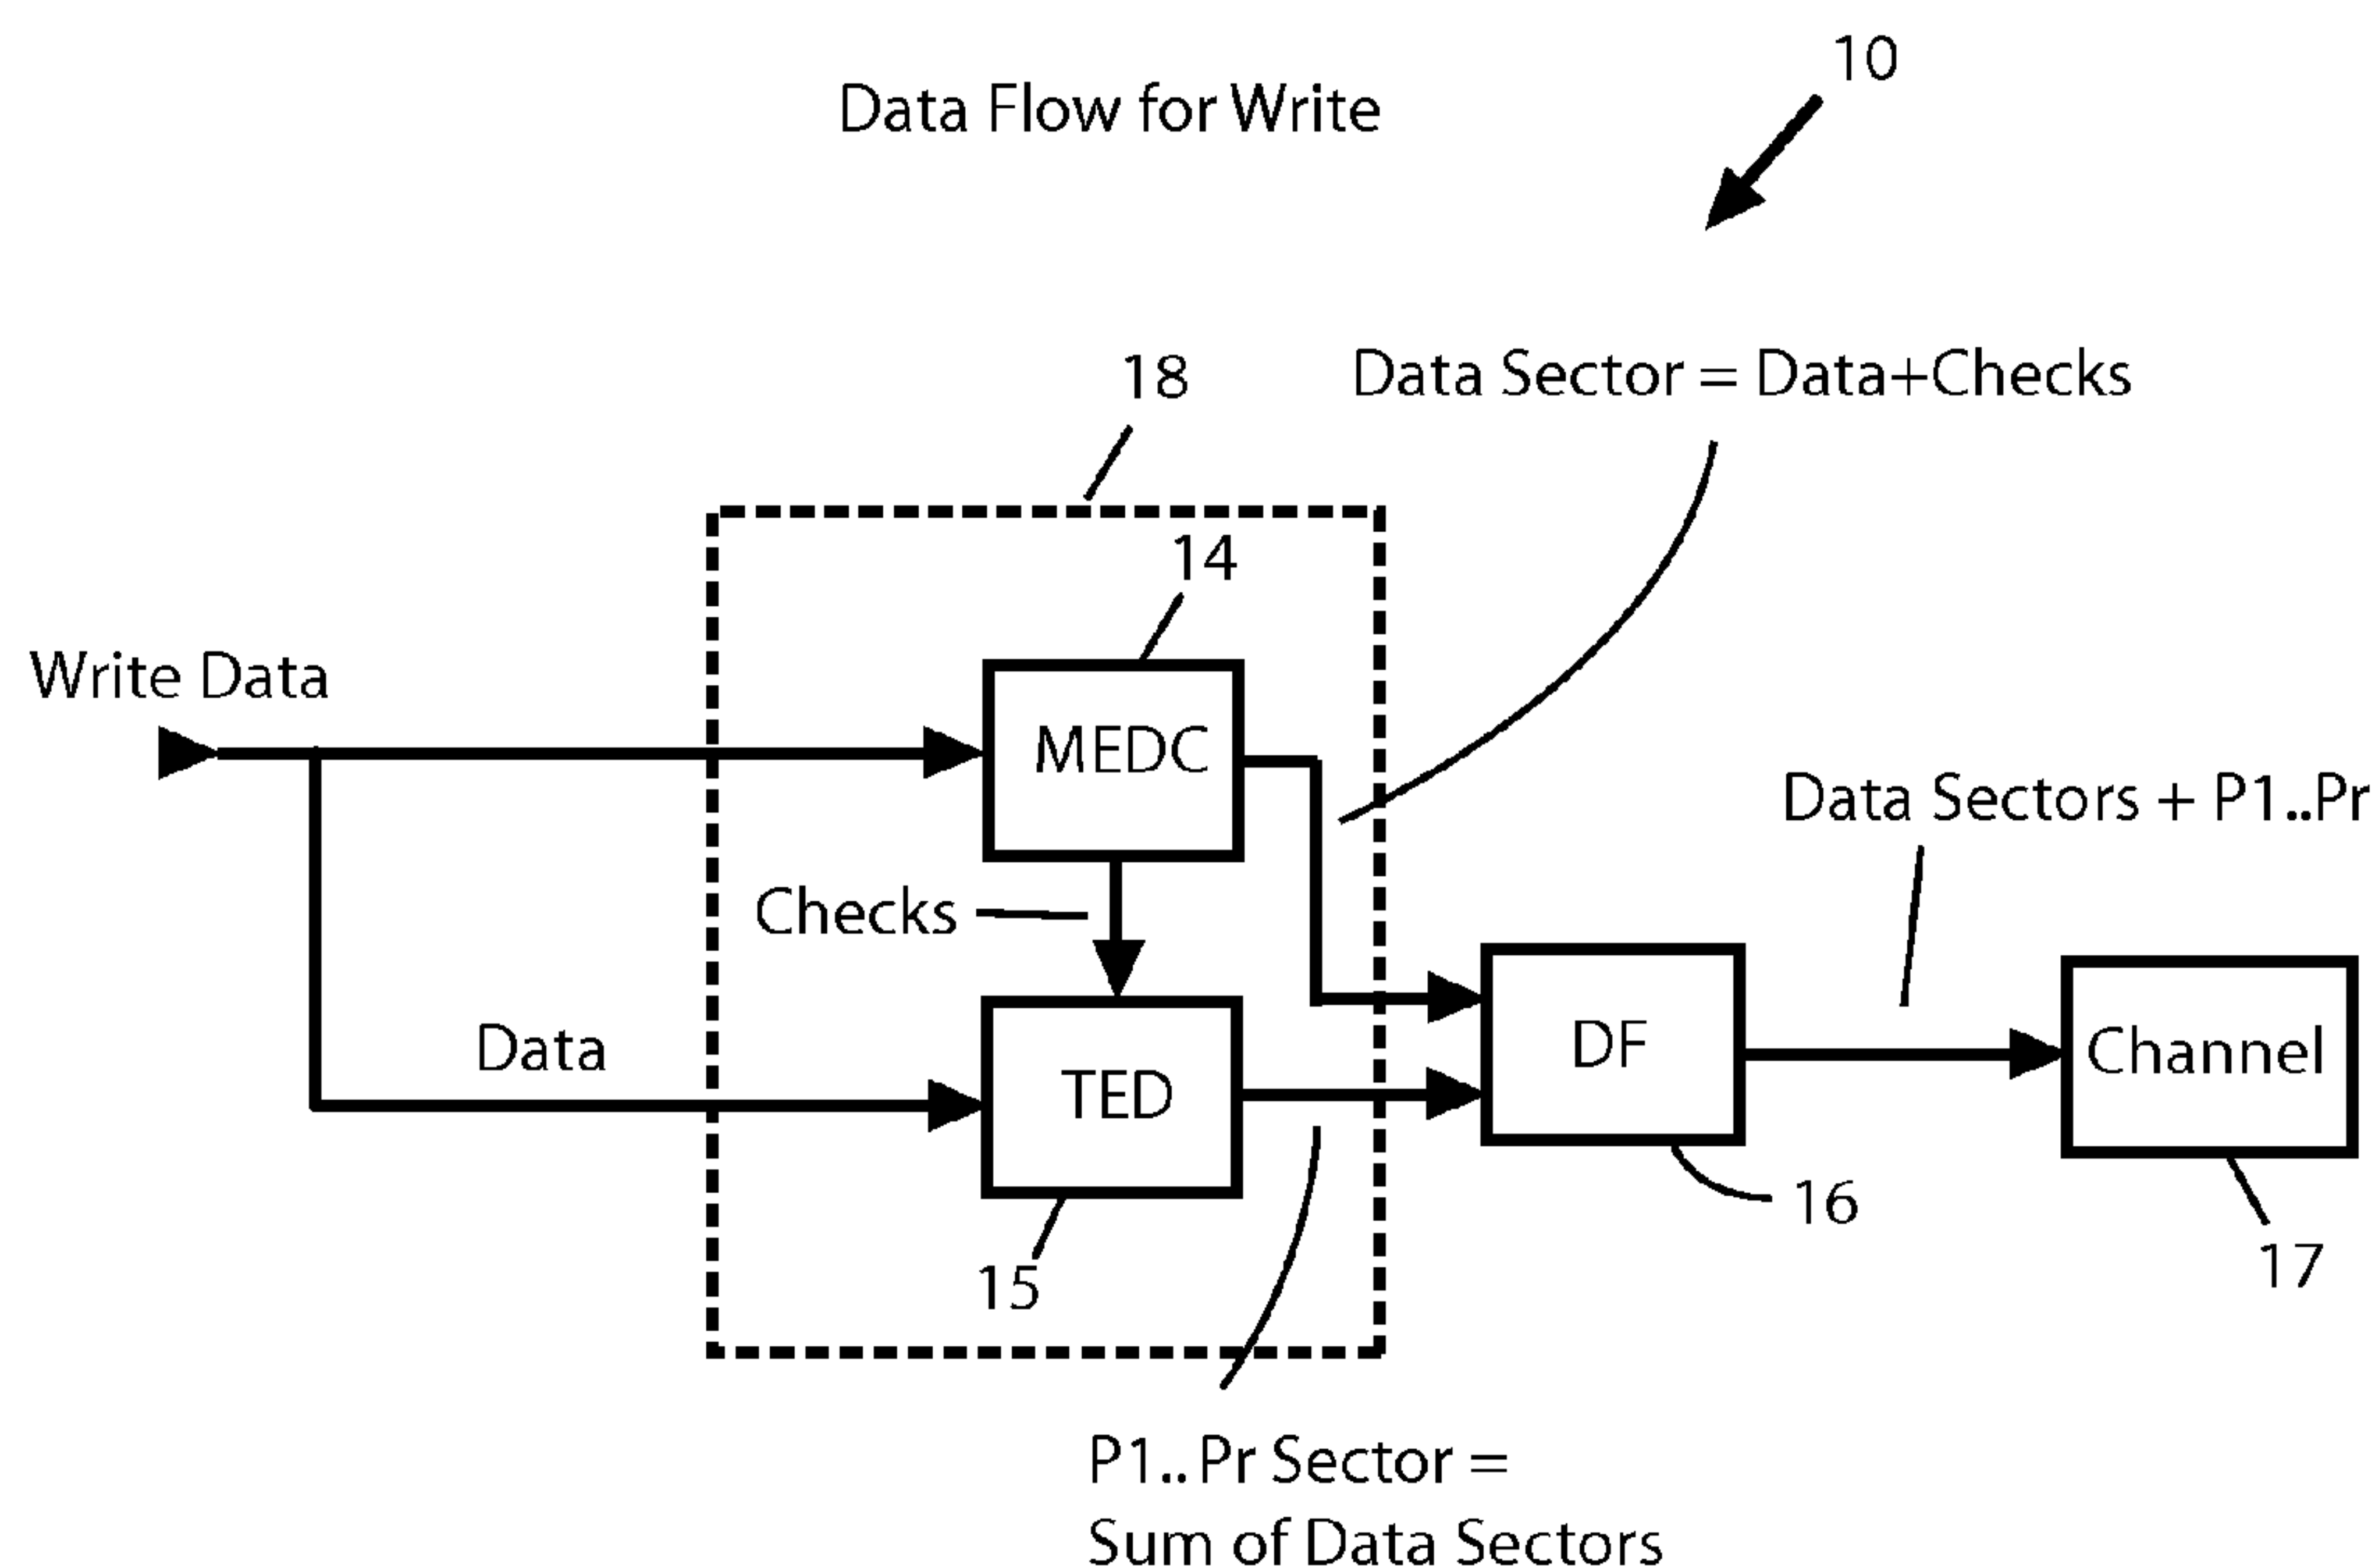 10
Data Flow for Write
18
Data Sector = Data+Checks
14
Write Data
MEDC
Data Sectors + P1..Pr
Checks
DF
Channel
Data
TED
16
15
17
P1.. Pr Sector =
Sum of Data Sectors